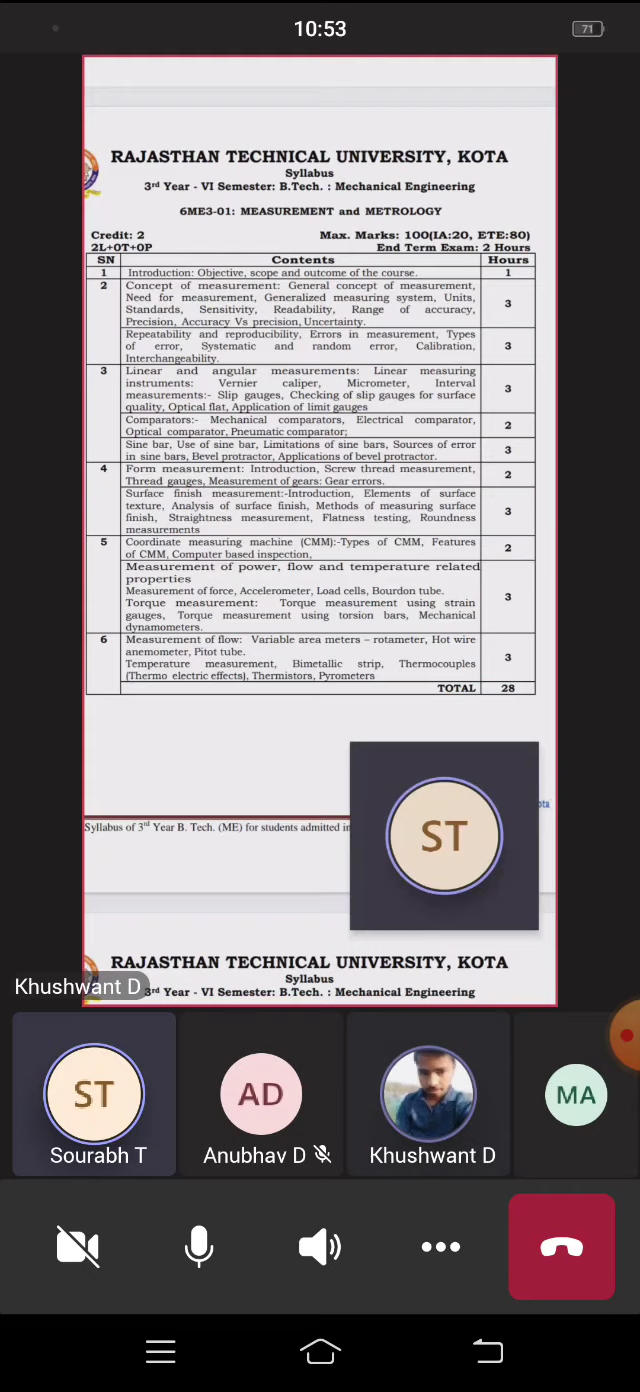 10:53
71
RAJASTHAN TECHNICAL UNIVERSITY, KOTA
Syllabus
3rd Year - VI Semester: B.Tech. : Mechanical Engineering
6ME3-01: MEASUREMENT and METROLOGY
Credit: 2 Max. Marks: 100(IA:20, ETE:80)
2L+0T+0P End Term Exam: 2 Hours
SN Contents Hours
1 Introduction: Objective, scope and outcome of the course. 1
2 Concept of measurement: General concept of measurement,
Need for measurement, Generalized measuring system, Units,
Standards, Sensitivity, Readability, Range of accuracy,
Precision, Accuracy Vs precision, Uncertainty.
3
Repeatability and reproducibility, Errors in measurement, Types
of error, Systematic and random error, Calibration,
Interchangeability.
3
3 Linear and angular measurements: Linear measuring
instruments: Vernier caliper, Micrometer, Interval
measurements:- Slip gauges, Checking of slip gauges for surface
quality, Optical flat, Application of limit gauges
3
Comparators:- Mechanical comparators, Electrical comparator,
Optical comparator, Pneumatic comparator;
2
Sine bar, Use of sine bar, Limitations of sine bars, Sources of error
in sine bars, Bevel protractor, Applications of bevel protractor.
3
4 Form measurement: Introduction, Screw thread measurement,
Thread gauges, Measurement of gears: Gear errors.
2
Surface finish measurement:-Introduction, Elements of surface
texture, Analysis of surface finish, Methods of measuring surface
finish, Straightness measurement, Flatness testing, Roundness
measurements
3
5 Coordinate measuring machine (CMM):-Types of CMM, Features
of CMM, Computer based inspection,
2
Measurement of power, flow and temperature related
properties
Measurement of force, Accelerometer, Load cells, Bourdon tube.
Torque measurement: Torque measurement using strain
gauges, Torque measurement using torsion bars, Mechanical
dynamometers.
3
6 Measurement of flow: Variable area meters – rotameter, Hot wire
anemometer, Pitot tube.
Temperature measurement, Bimetallic strip, Thermocouples
(Thermo electric effects), Thermistors, Pyrometers
3
TOTAL 28
ota
Syllabus of 3rd Year B. Tech. (ME) for students admitted in
ST
RAJASTHAN TECHNICAL UNIVERSITY, KOTA
Syllabus
Khushwant D
3rd Year - VI Semester: B.Tech. : Mechanical Engineering
ST AD MA
Sourabh T Anubhav D Khushwant D